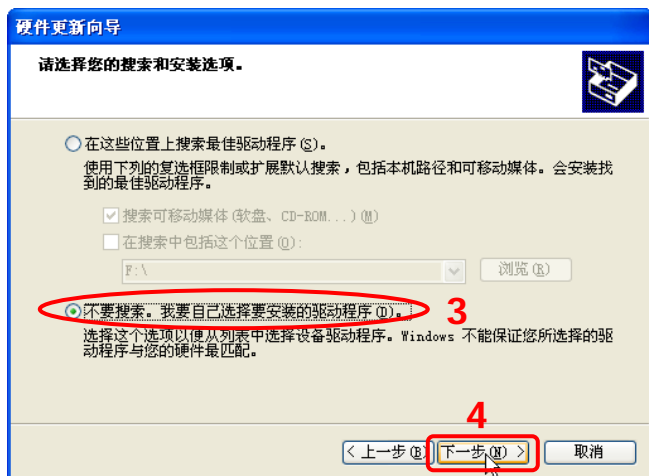 硬件更新向导
请选择您的搜索和安装选项。
在这些位置上搜索最佳驱动程序(S)。
使用下列的复选框限制或扩展默认搜索，包括本机路径和可移动媒体。会安装找
到的最佳驱动程序。
搜索可移动媒体(软盘、CD-ROM...)(M)
在搜索中包括这个位置(O):
F:\
浏览(R)
不要搜索。我要自己选择要安装的驱动程序(D)。
3
选择这个选项以便从列表中选择设备驱动程序。Windows 不能保证您所选择的驱
动程序与您的硬件最匹配。
4
< 上一步(B) 下一步(N) > 取消